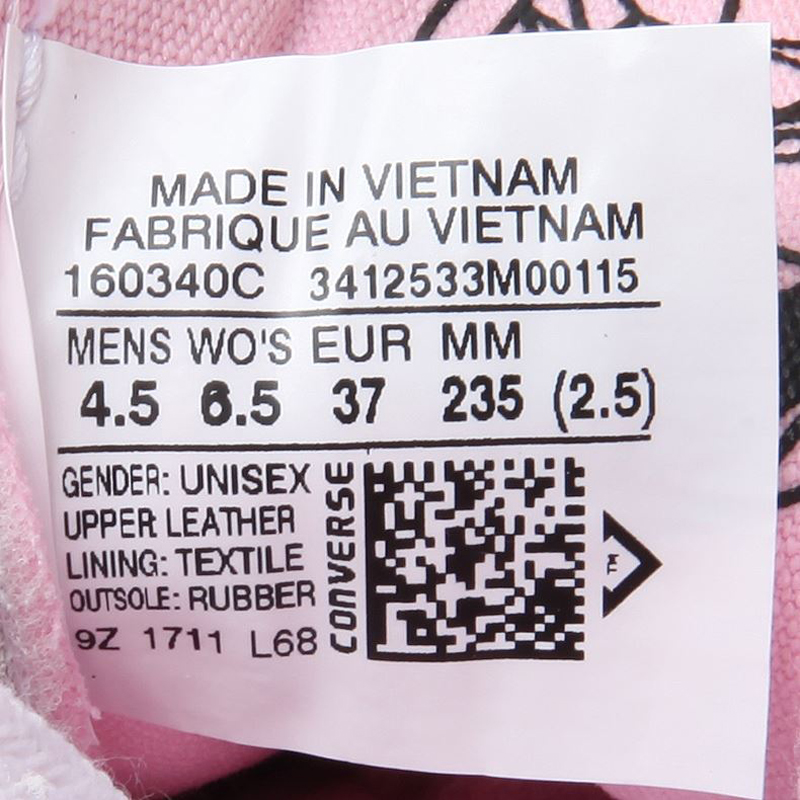 MADE IN VIETNAM
FABRIQUE AU VIETNAM
160340C 3412533M00115
MENS WO'S EUR MM
4.5 6.5 37 235 (2.5)
GENDER: UNISEX
UPPER LEATHER
LINING: TEXTILE
OUTSOLE: RUBBER
9Z 1711 L68
CONVERSE
TM